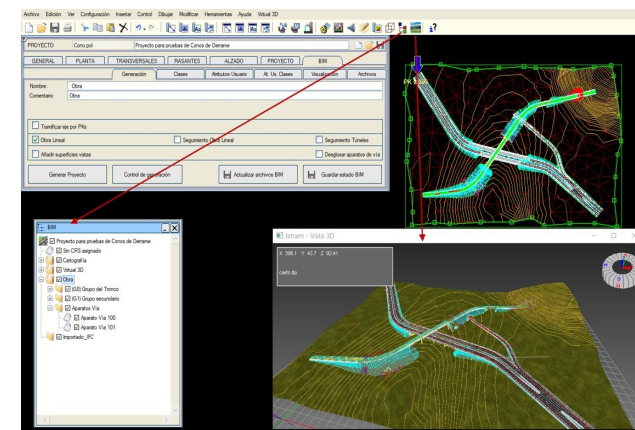 Archivo Edición Ver Configuración Insertar Control Dibujar Modificar Herramientas Ayuda Virtual 3D
PROYECTO Cono.pol Proyecto para pruebas de Conos de Derrame
GENERAL PLANTA TRANSVERSALES RASANTES ALZADO PROYECTO BIM
Generación Clases Atributos Usuario At. Us. Clases Visualización Archivos
Nombre: Obra
Comentario Obra
Tramificar eje por PKs
Obra Lineal Seguimiento Obra Lineal Seguimiento Túneles
Añadir superficies vistas Desglosar aparatos de vía
Generar Proyecto Control de generación Actualizar archivos BIM Guardar estado BIM
BIM
Proyecto para pruebas de Conos de Derrame
Sin CRS asignado
Cartografía
Virtual 3D
Obra
(G0) Grupo del Tronco
(G1) Grupo secundario
Aparatos Vía
Aparato Vía 100
Aparato Vía 101
Importado_IFC
Istram - Vista 3D
X 398.1 Y 43.7 Z 92.41